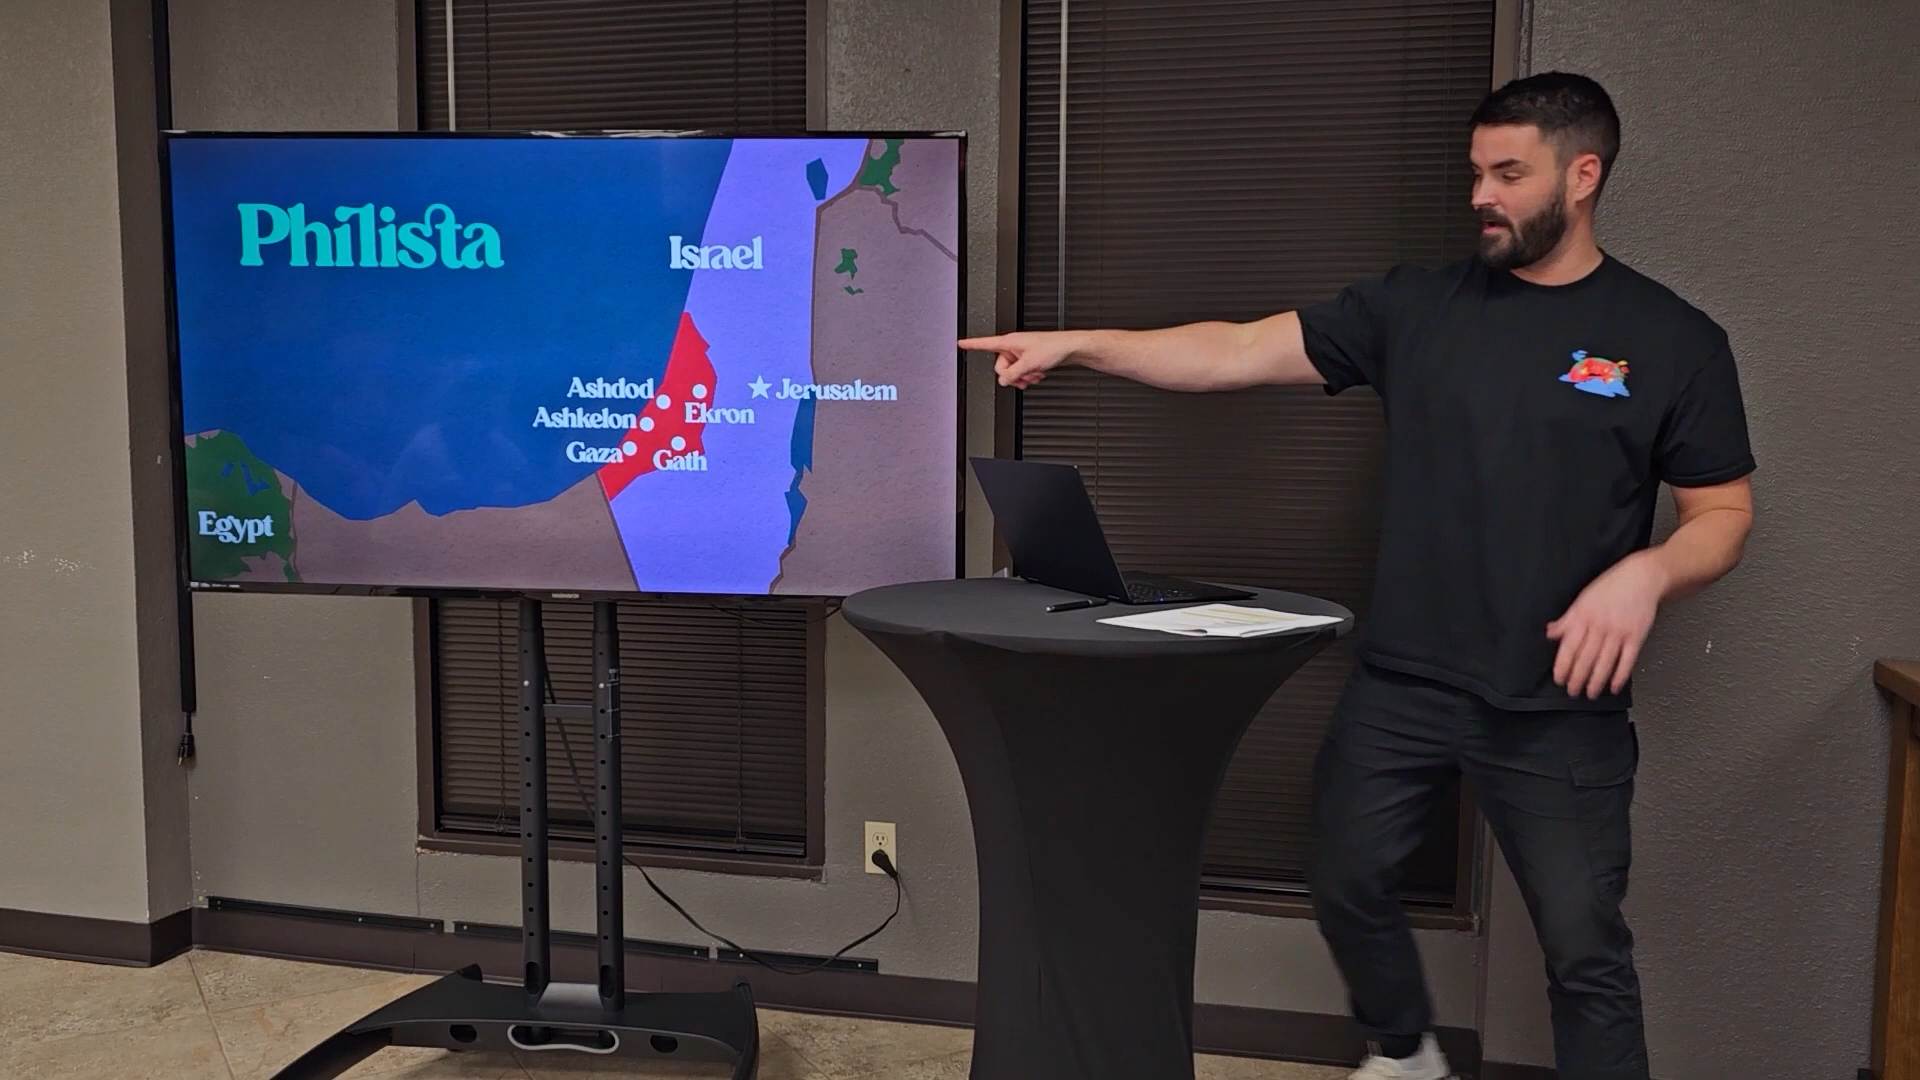 Philista
Israel
Ashdod
Jerusalem
Ashkelon
Ekron
Gaza
Gath
Egypt